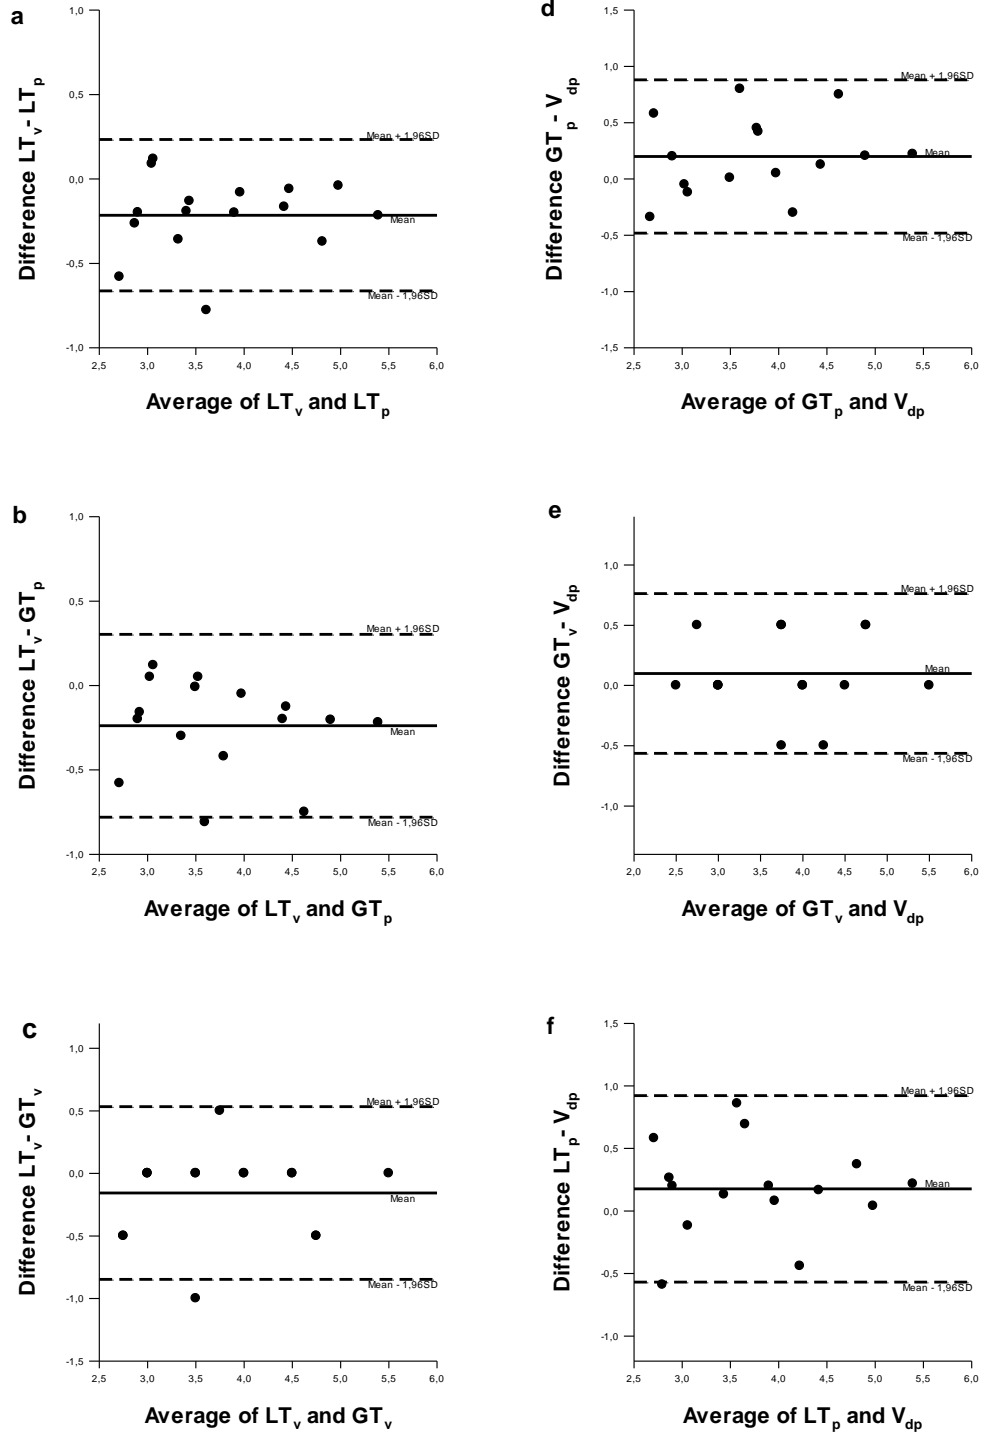 a
1,0
0,5
0,0
-0,5
-1,0
2,5 3,0 3,5 4,0 4,5 5,0 5,5 6,0
Difference LTv- LTp
Mean + 1,96SD
Mean
Mean - 1,96SD
Average of LTv and LTp
b
1,0
0,5
0,0
-0,5
-1,0
2,5 3,0 3,5 4,0 4,5 5,0 5,5 6,0
Difference LTv- GTp
Mean + 1,96SD
Mean
Mean - 1,96SD
Average of LTv and GTp
c
1,0
0,5
0,0
-0,5
-1,0
-1,5
2,5 3,0 3,5 4,0 4,5 5,0 5,5 6,0
Difference LTv- GTv
Mean + 1,96SD
Mean
Mean - 1,96SD
Average of LTv and GTv
d
1,5
1,0
0,5
0,0
-0,5
-1,0
-1,5
2,5 3,0 3,5 4,0 4,5 5,0 5,5 6,0
Difference GTp- Vdp
Mean + 1,96SD
Mean
Mean - 1,96SD
Average of GTp and Vdp
e
1,0
0,5
0,0
-0,5
-1,0
2,0 2,5 3,0 3,5 4,0 4,5 5,0 5,5 6,0
Difference GTv- Vdp
Mean + 1,96SD
Mean
Mean - 1,96SD
Average of GTv and Vdp
f
1,5
1,0
0,5
0,0
-0,5
-1,0
2,5 3,0 3,5 4,0 4,5 5,0 5,5 6,0
Difference LTp- Vdp
Mean + 1,96SD
Mean
Mean - 1,96SD
Average of LTp and Vdp